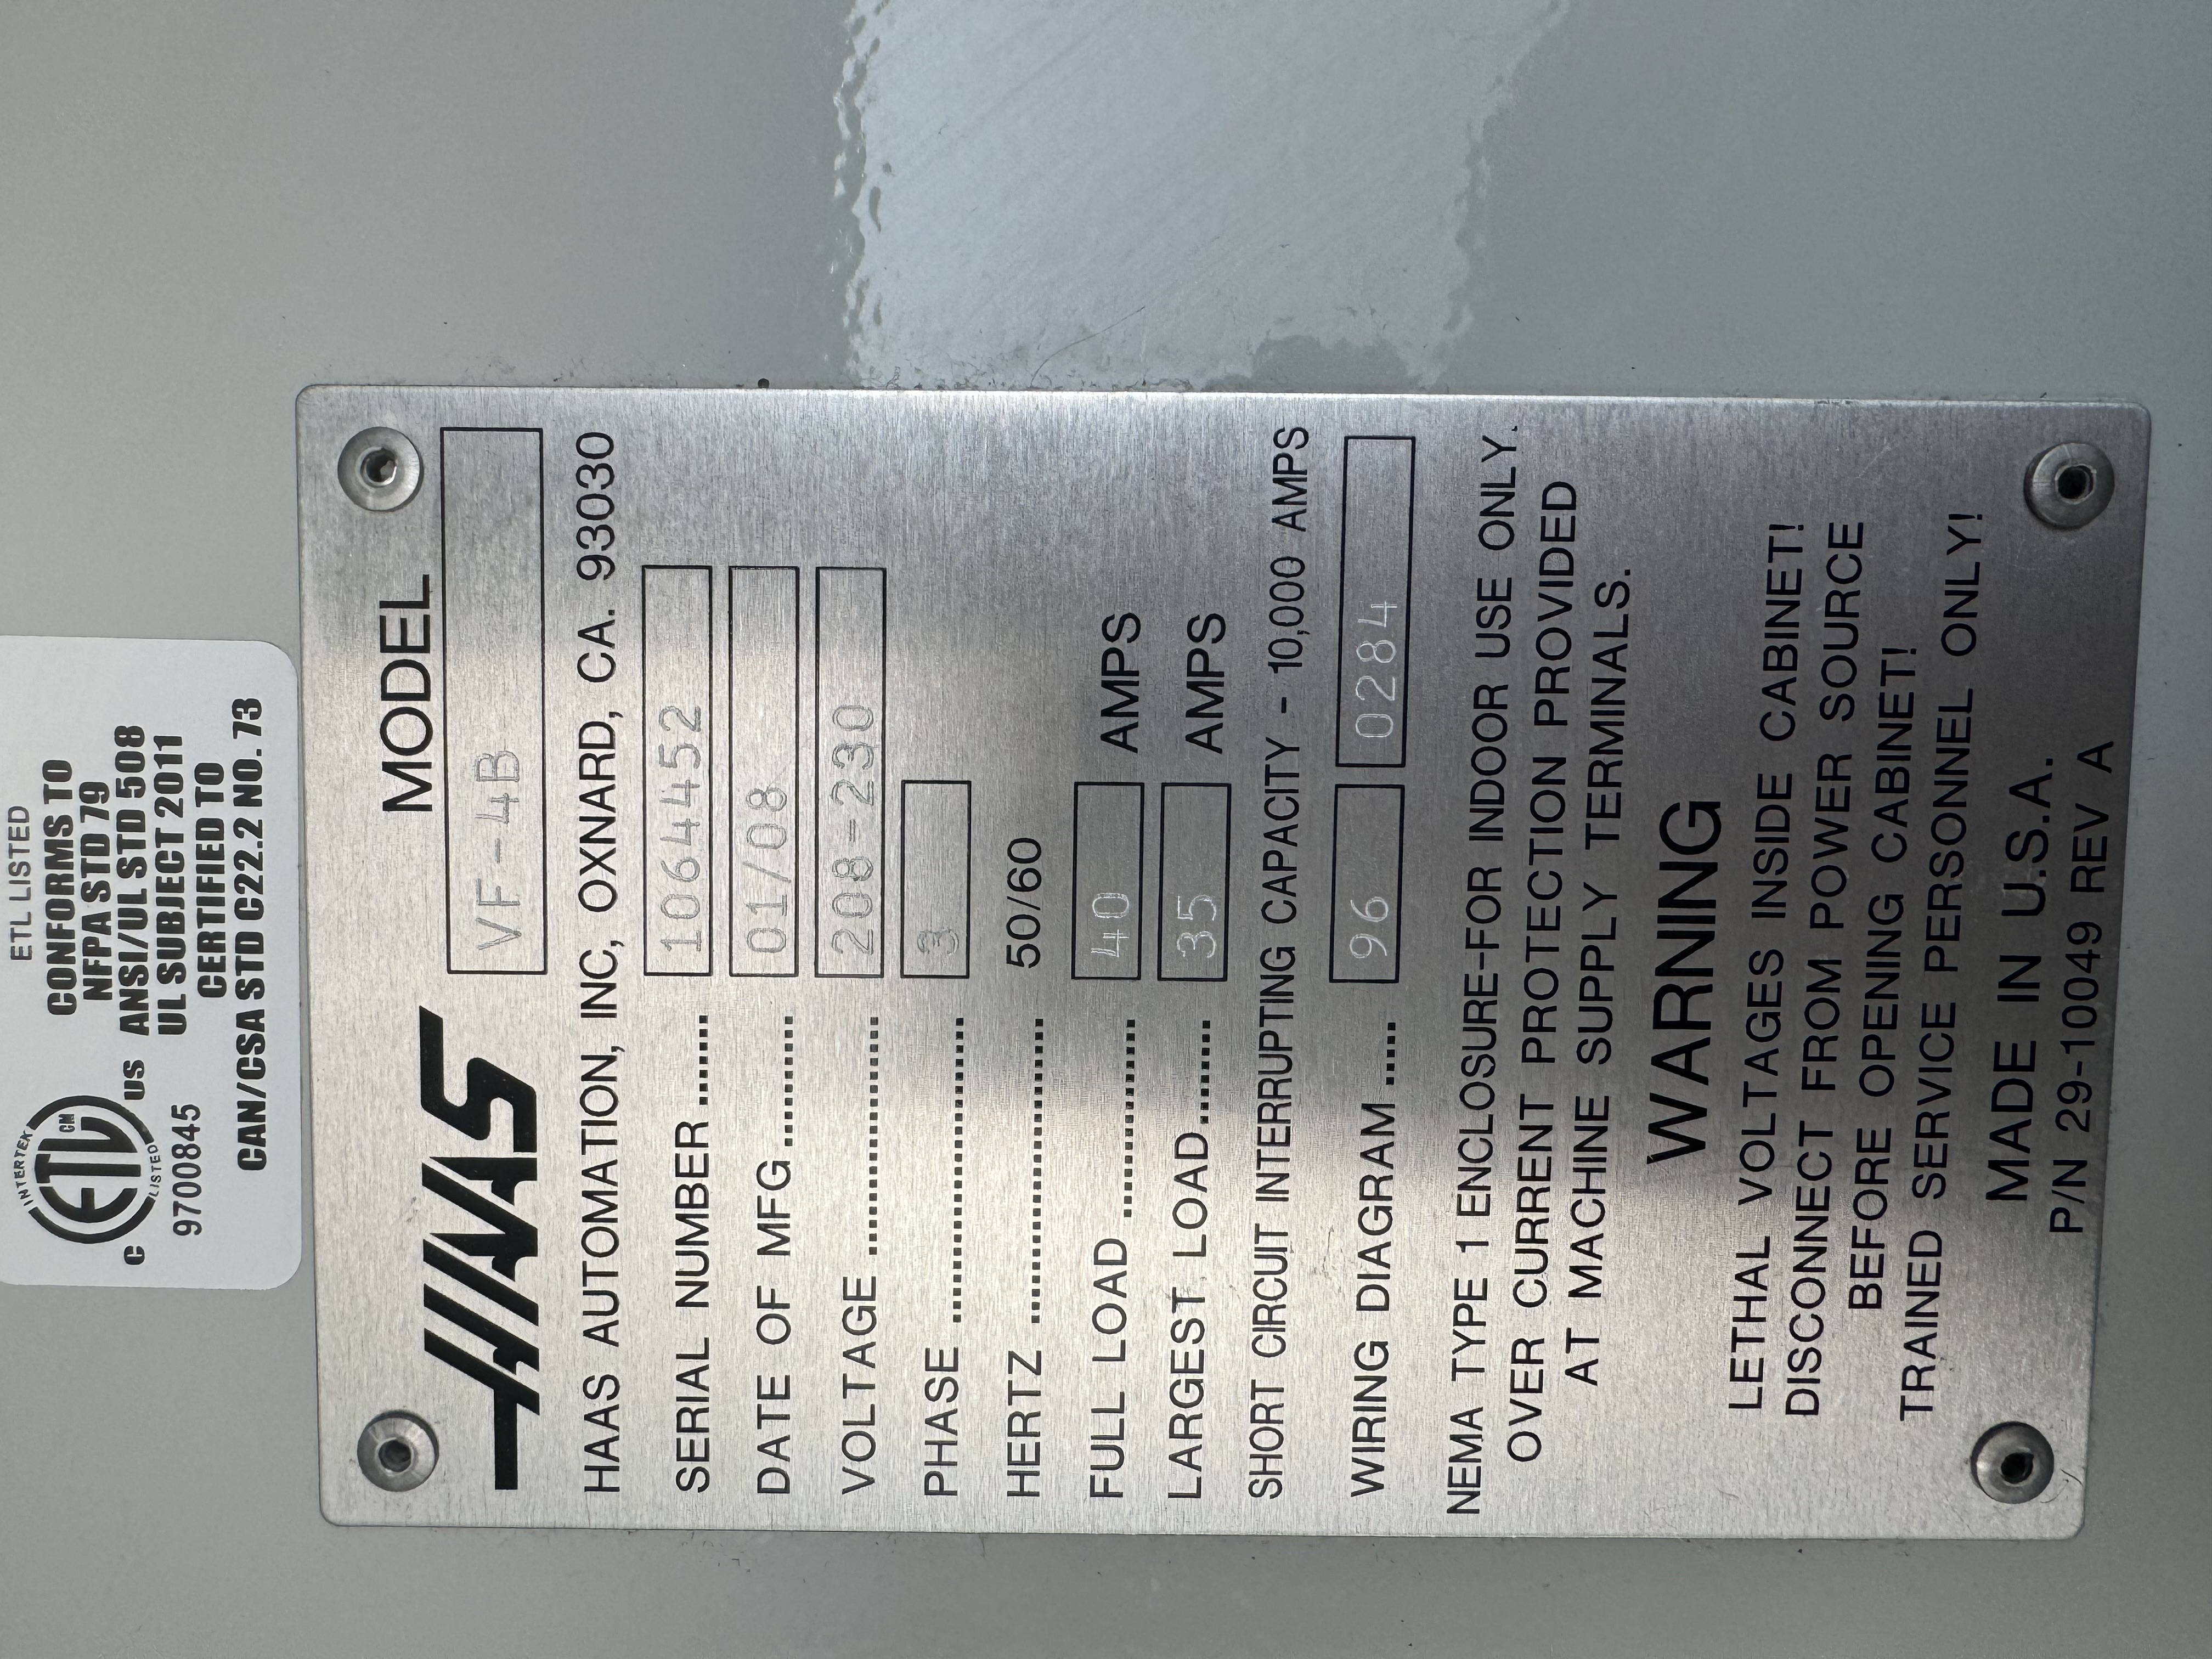 ETL LISTED
CONFORMS TO
NFPA STD 79
ANSI/UL STD 508
UL SUBJECT 2011
CERTIFIED TO
CAN/CSA STD C22.2 NO. 73
INTERTEK
ETL CM
LISTED
C US
9700845
HAAS
MODEL
VF-4B
HAAS AUTOMATION, INC, OXNARD, CA. 93030
SERIAL NUMBER ....... 1064452
DATE OF MFG........... 01/08
VOLTAGE .................... 208-230
PHASE ......................... 3
HERTZ ......................... 50/60
FULL LOAD ................ 40 AMPS
LARGEST LOAD......... 35 AMPS
SHORT CIRCUIT INTERRUPTING CAPACITY - 10,000 AMPS
WIRING DIAGRAM ..... 96 0284
NEMA TYPE 1 ENCLOSURE-FOR INDOOR USE ONLY.
OVER CURRENT PROTECTION PROVIDED
AT MACHINE SUPPLY TERMINALS.
WARNING
LETHAL VOLTAGES INSIDE CABINET!
DISCONNECT FROM POWER SOURCE
BEFORE OPENING CABINET!
TRAINED SERVICE PERSONNEL ONLY!
MADE IN U.S.A.
P/N 29-10049 REV A